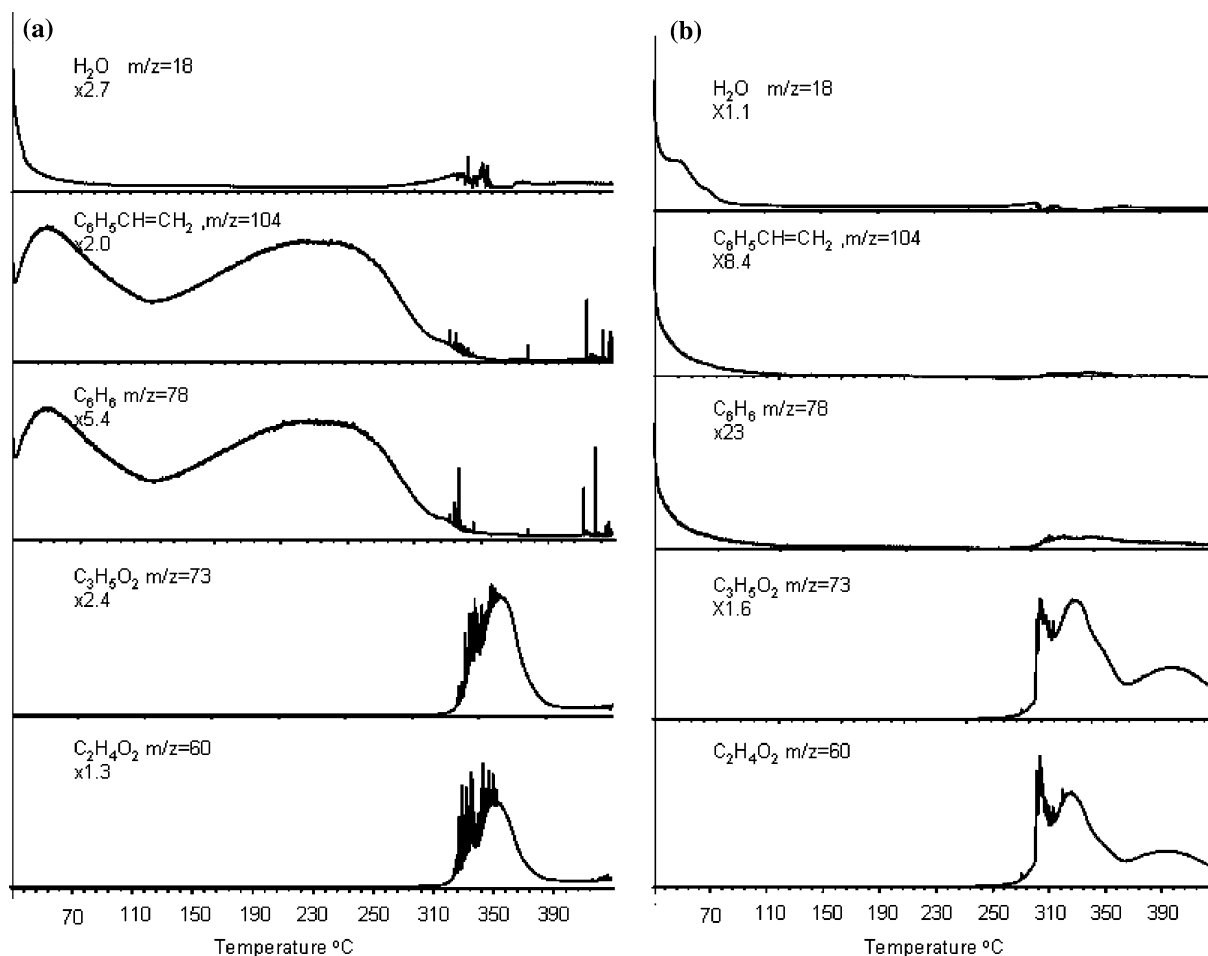 (a)
H₂O m/z=18
x2.7
C₆H₅CH=CH₂ ,m/z=104
x2.0
C₆H₆ m/z=78
x5.4
C₃H₅O₂ m/z=73
x2.4
C₂H₄O₂ m/z=60
x1.3
70 110 150 190 250 310 350 390
Temperature ºC
(b)
H₂O m/z=18
X1.1
C₆H₅CH=CH₂ ,m/z=104
X8.4
C₆H₆ m/z=78
x23
C₃H₅O₂ m/z=73
X1.6
C₂H₄O₂ m/z=60
70 110 150 190 230 250 310 350 390
Temperature ºC